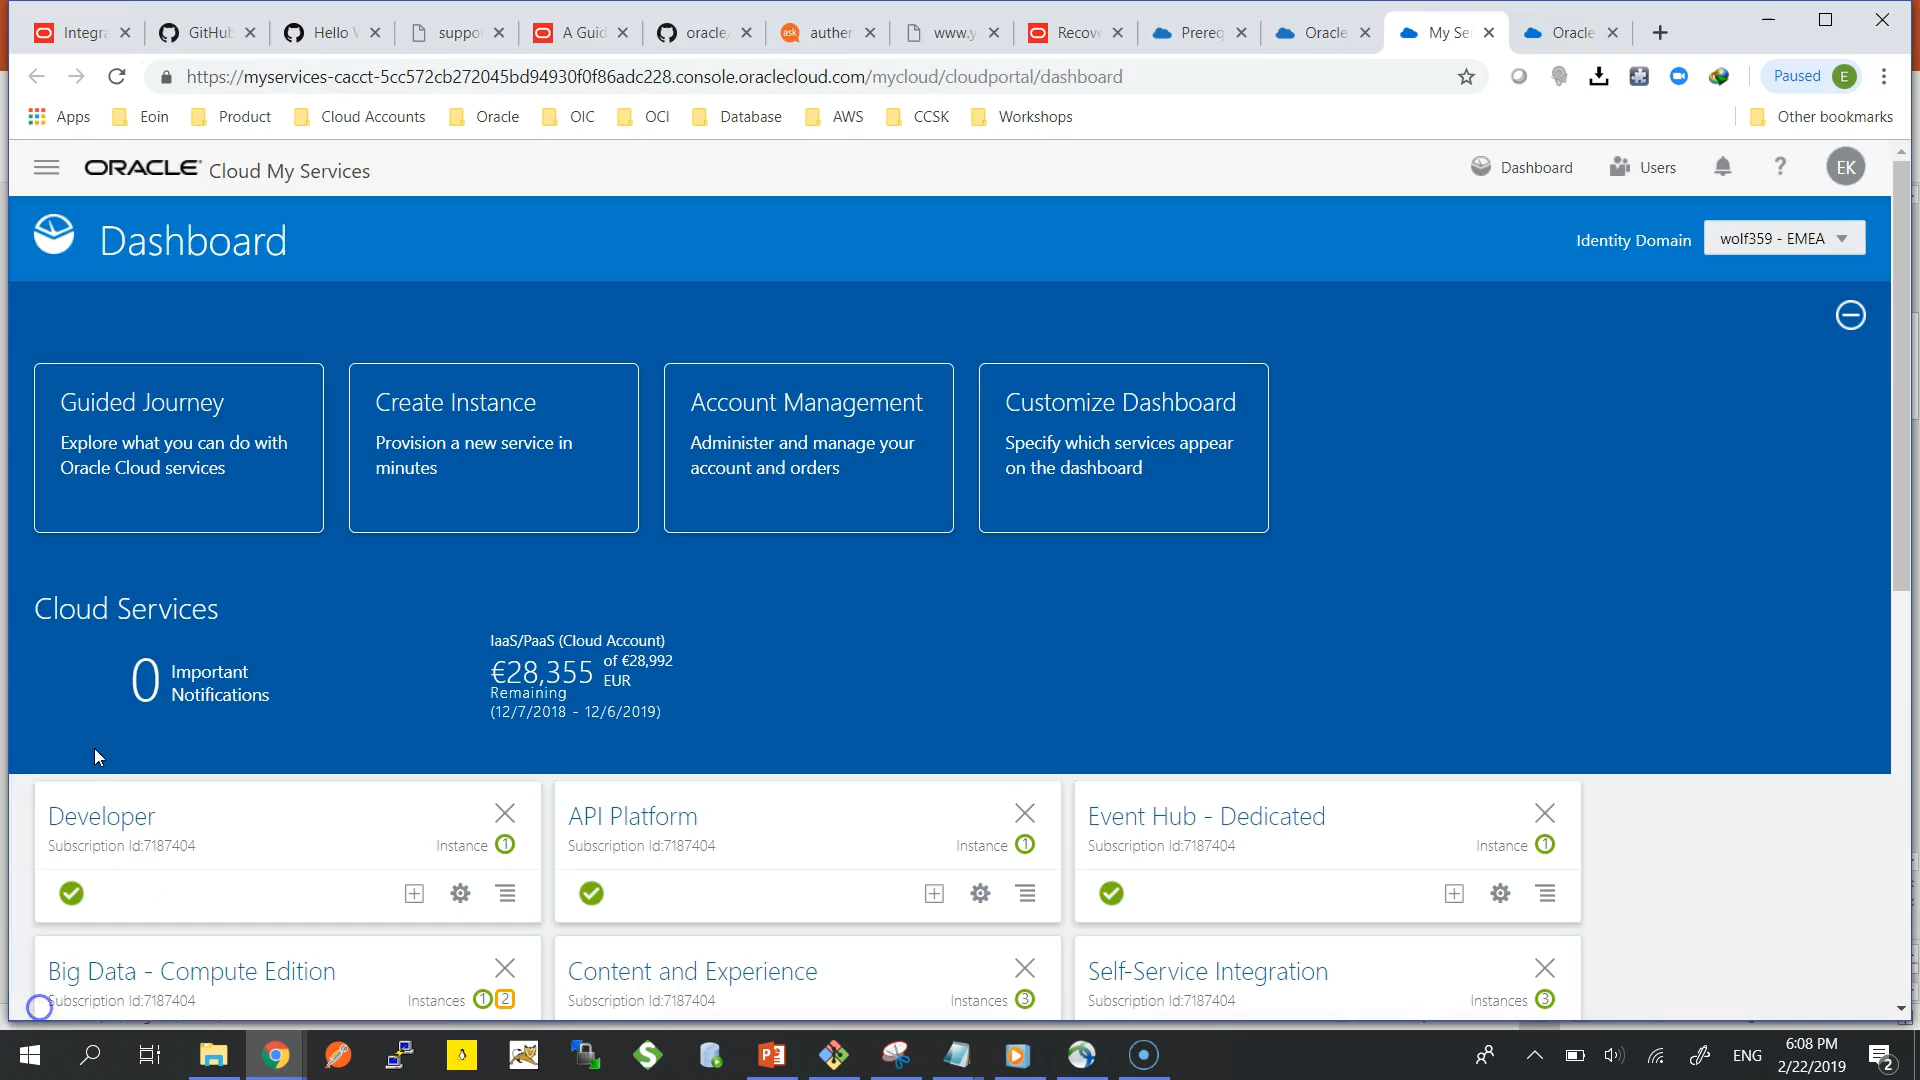 Integra
GitHub
Hello
suppo
A Guid
oracle
auther
www.y
Recov
Prereq
Oracle
My Se
Oracle
https://myservices-cacct-5cc572cb272045bd94930f0f86adc228.console.oraclecloud.com/mycloud/cloudportal/dashboard
Paused E
Apps
Eoin
Product
Cloud Accounts
Oracle
OIC
OCI
Database
AWS
CCSK
Workshops
Other bookmarks
ORACLE Cloud My Services
Dashboard
Users
?
EK
Dashboard
Identity Domain
wolf359 - EMEA
Guided Journey
Explore what you can do with
Oracle Cloud services
Create Instance
Provision a new service in
minutes
Account Management
Administer and manage your
account and orders
Customize Dashboard
Specify which services appear
on the dashboard
Cloud Services
0 Important
Notifications
IaaS/PaaS (Cloud Account)
€28,355 of €28,992
EUR
Remaining
(12/7/2018 - 12/6/2019)
Developer
Subscription Id:7187404
Instance 1
API Platform
Subscription Id:7187404
Instance 1
Event Hub - Dedicated
Subscription Id:7187404
Instance 1
Big Data - Compute Edition
Subscription Id:7187404
Instances 1 2
Content and Experience
Subscription Id:7187404
Instances 3
Self-Service Integration
Subscription Id:7187404
Instances 3
ENG
6:08 PM
2/22/2019
2